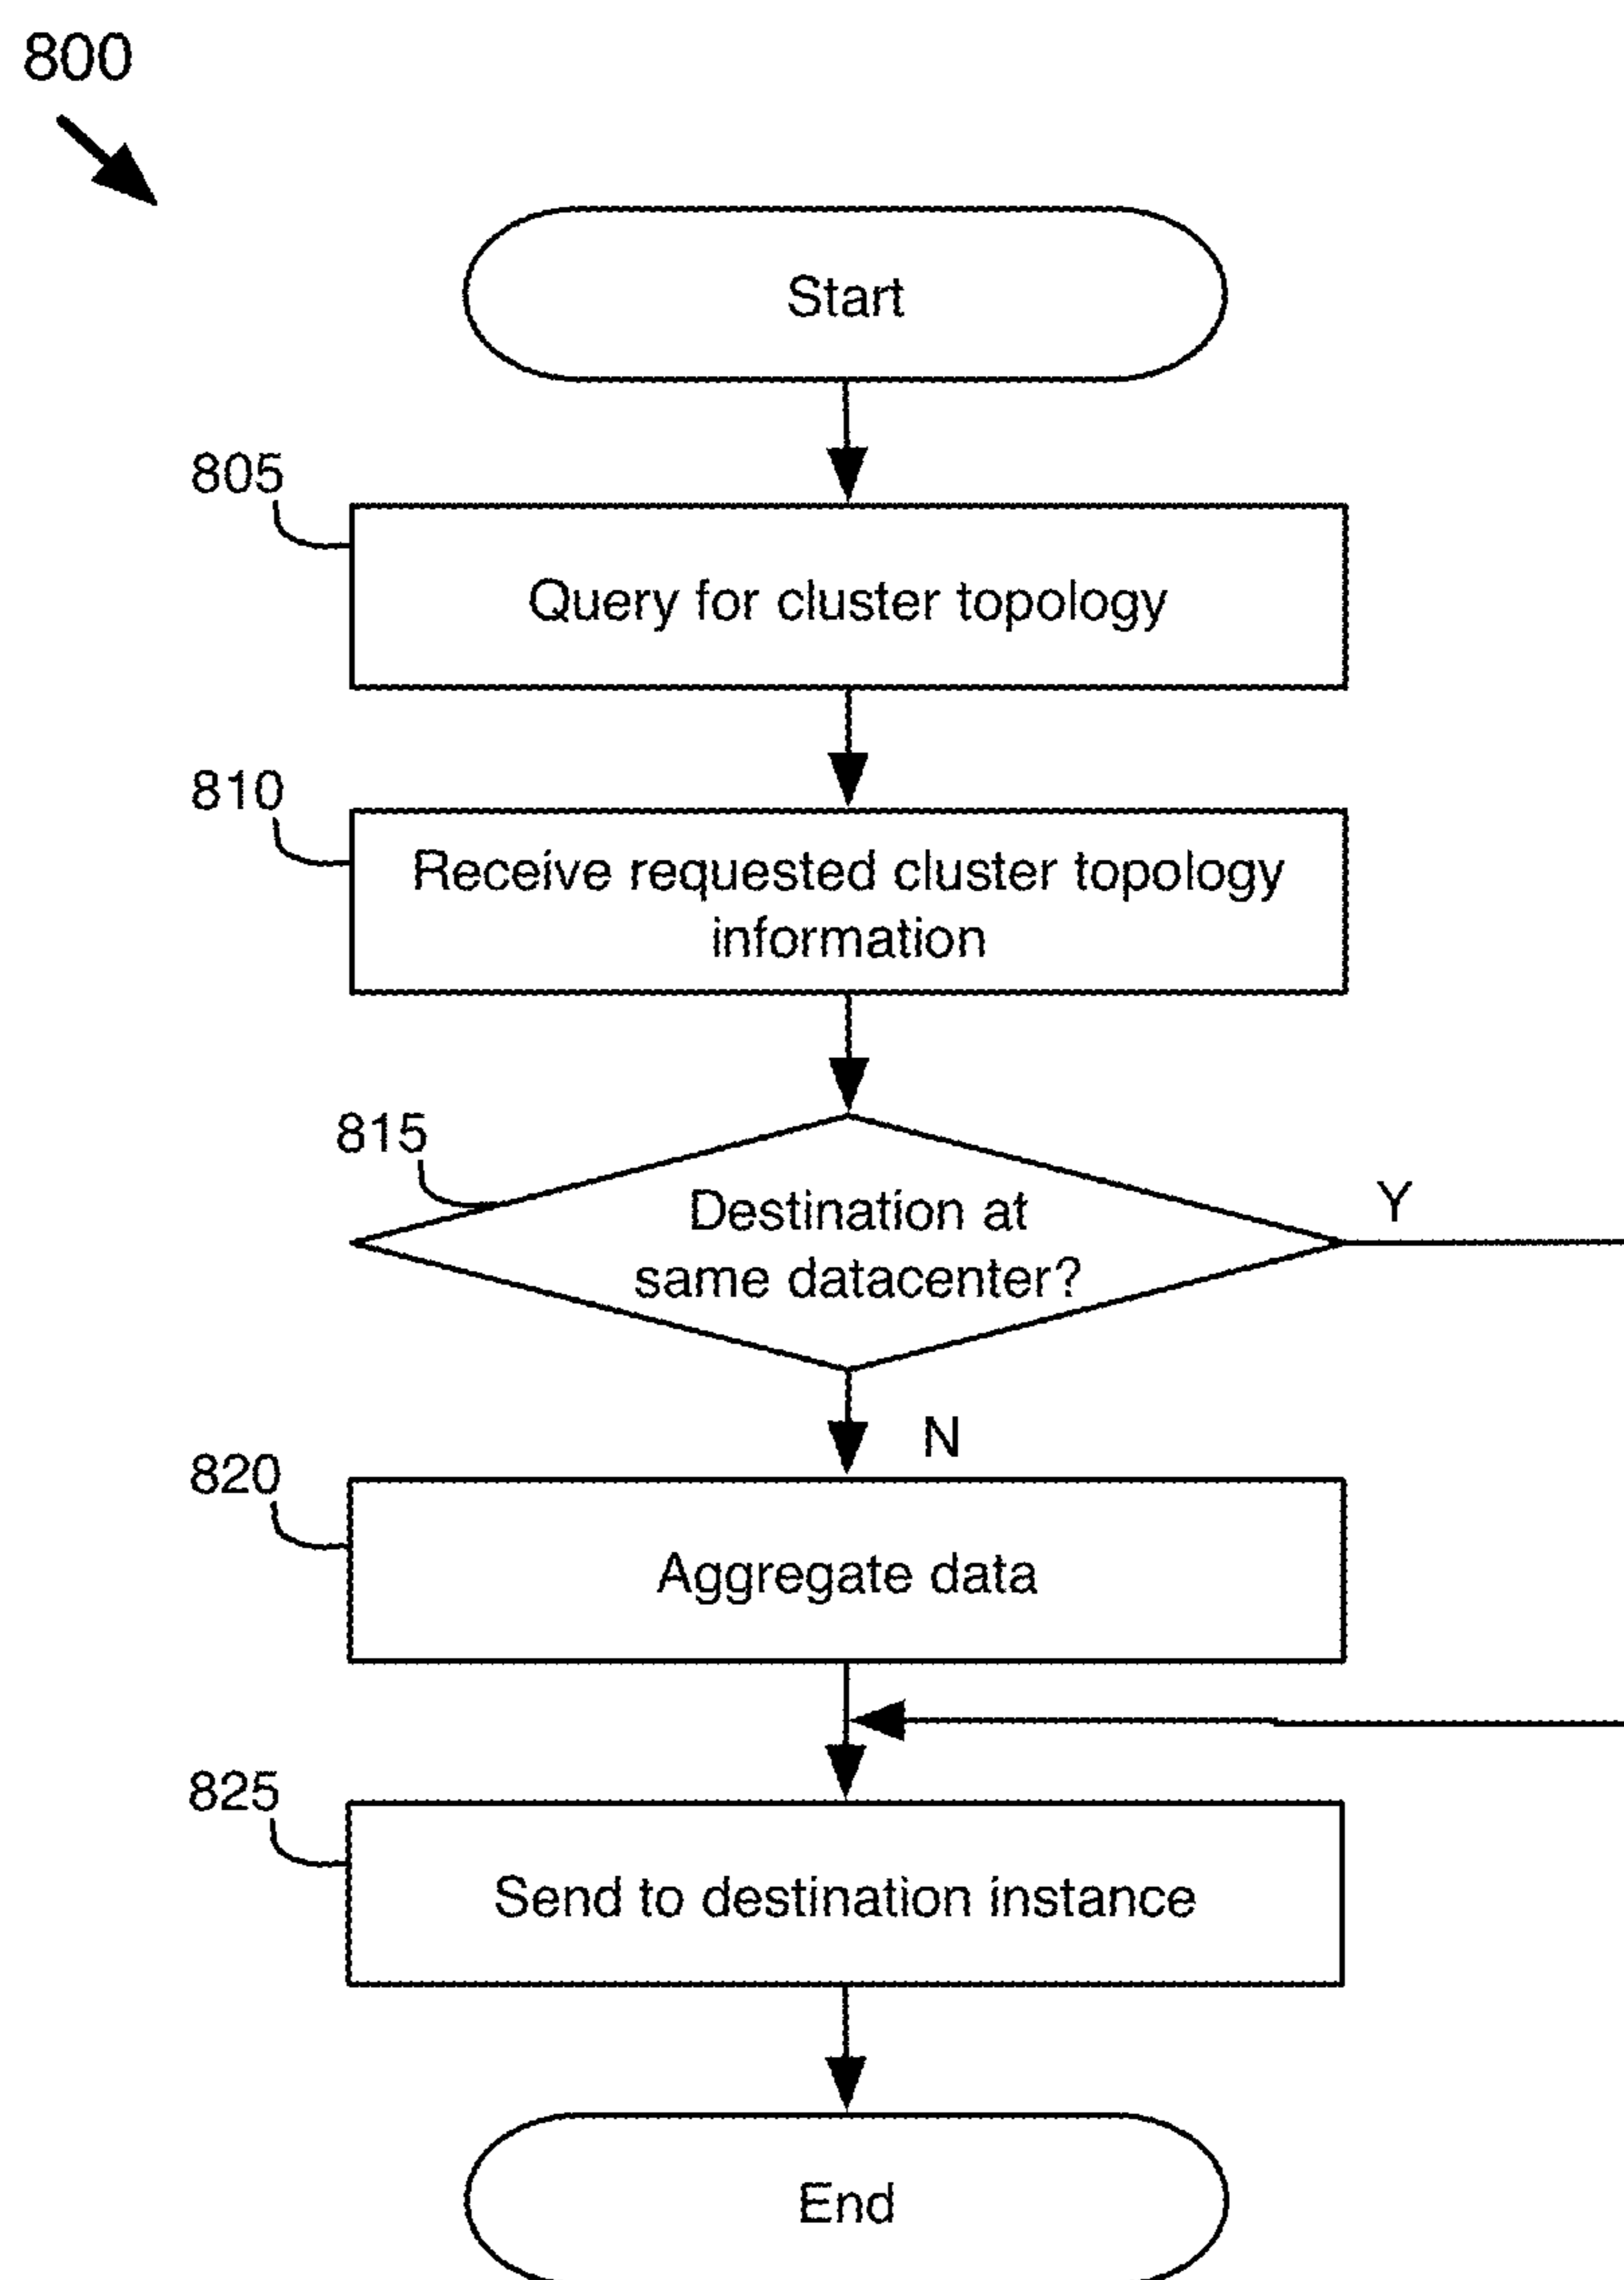 800
Start
805
Query for cluster topology
810
Receive requested cluster topology
information
815
Destination at
same datacenter?
Y
N
820
Aggregate data
825
Send to destination instance
End